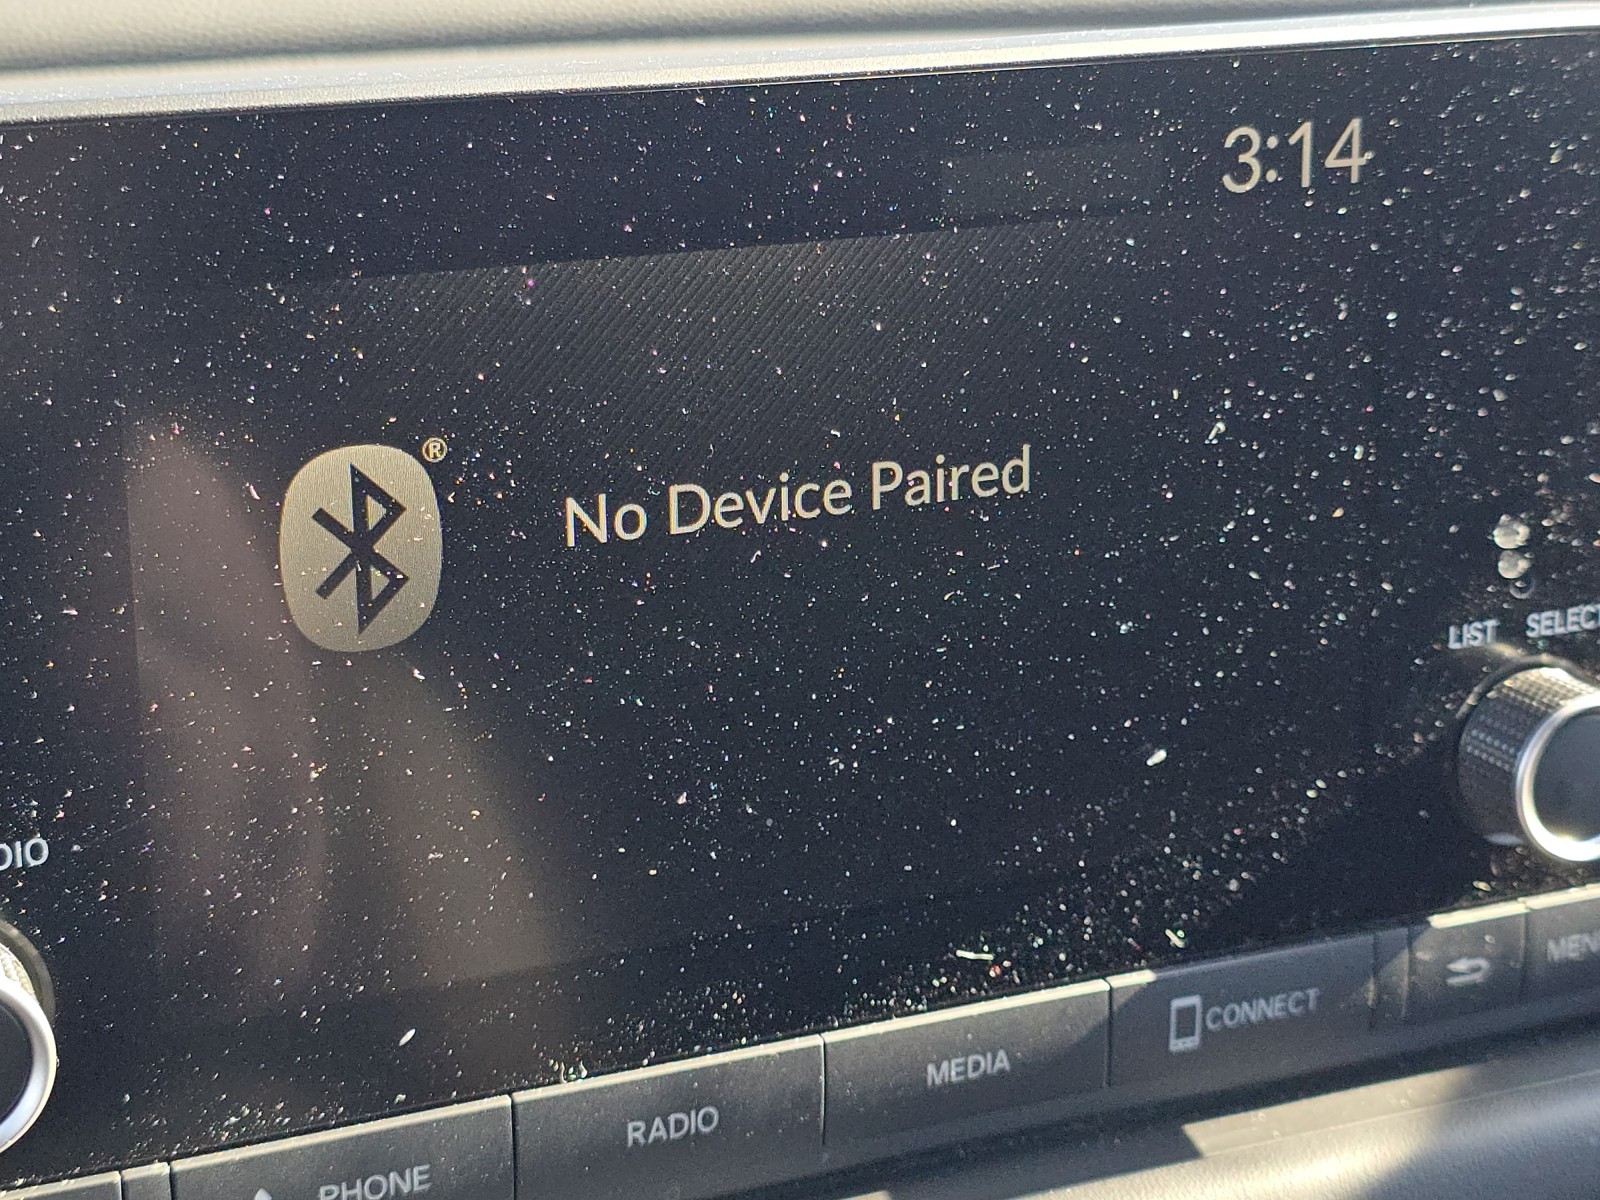 3:14
®
No Device Paired
LIST SELECT
CONNECT
MEDIA
RADIO
PHONE